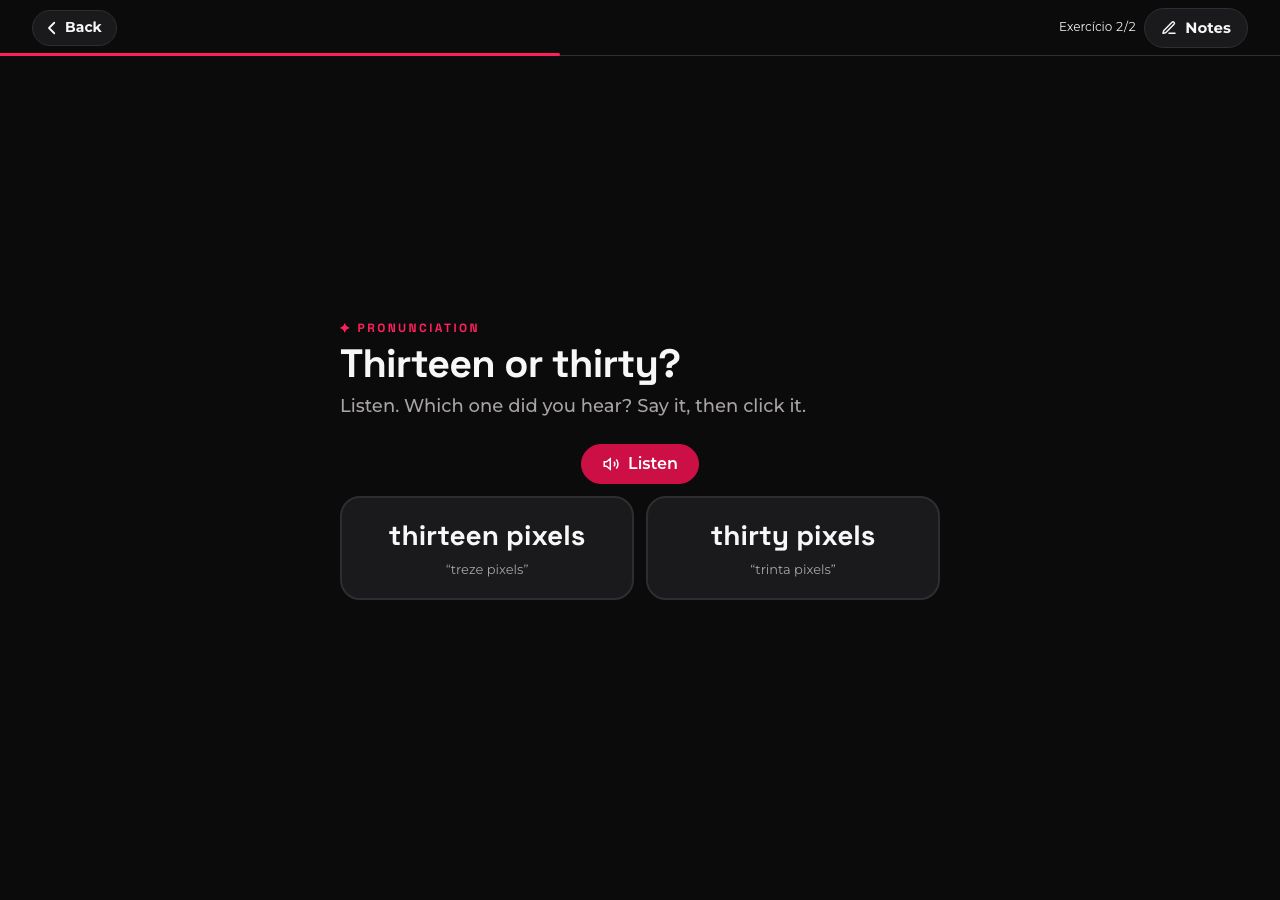 Back
Exercício 2/2
Notes
PRONUNCIATION
Thirteen or thirty?
Listen. Which one did you hear? Say it, then click it.
Listen
thirteen pixels
“treze pixels”
thirty pixels
“trinta pixels”